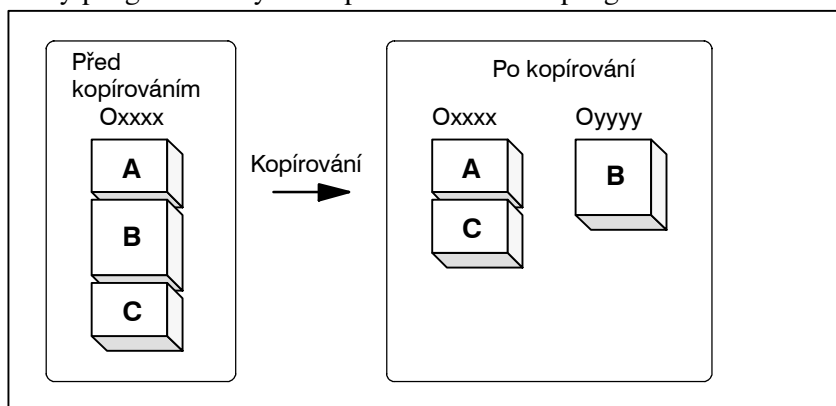 Před
kopírováním
Oxxxx
A
B
C
Kopírování
Po kopírování
Oxxxx
Oyyyy
A
C
B